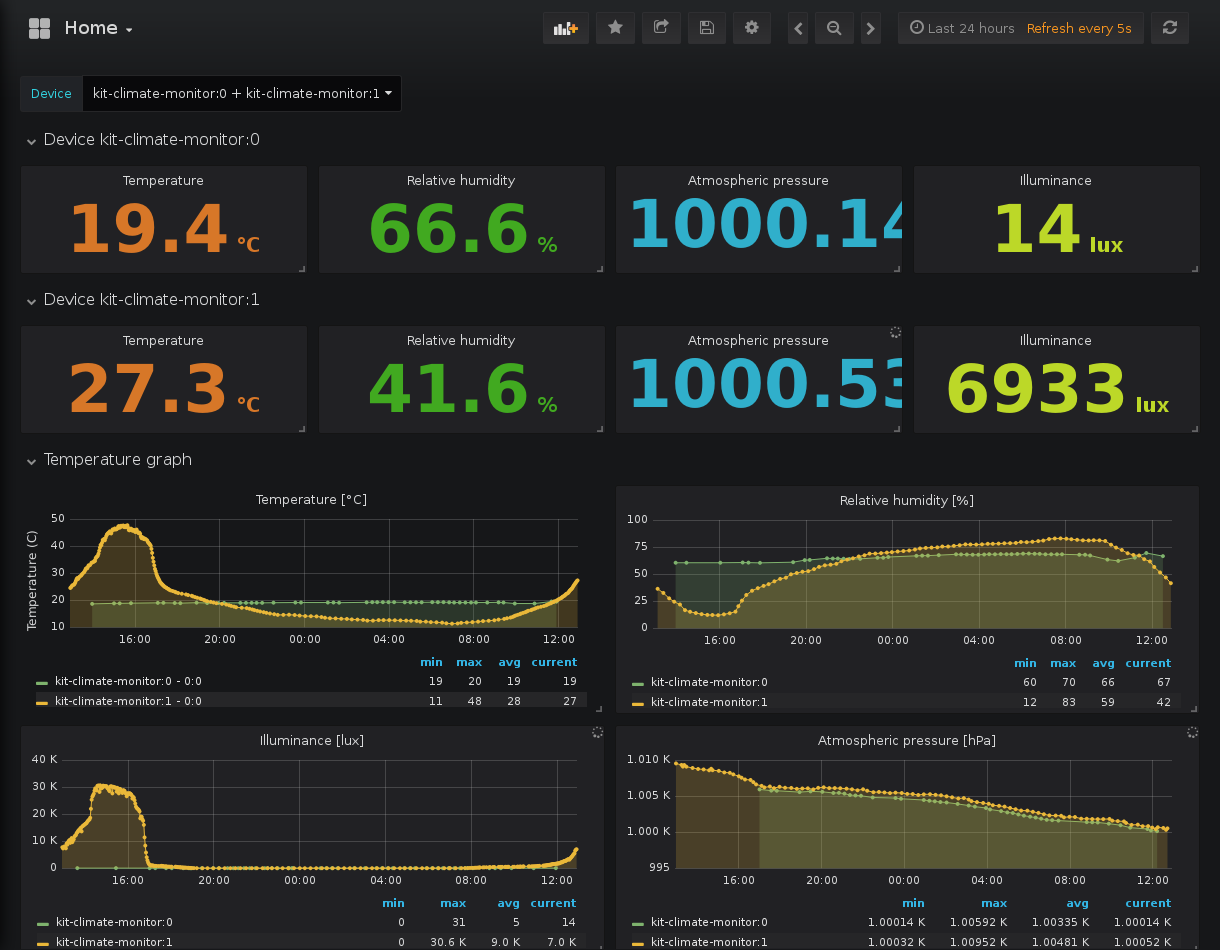 Home
Last 24 hours Refresh every 5s
Device kit-climate-monitor:0 + kit-climate-monitor:1
Device kit-climate-monitor:0
Temperature Relative humidity Atmospheric pressure Illuminance
19.4 °C 66.6 % 1000.14 14 lux
Device kit-climate-monitor:1
Temperature Relative humidity Atmospheric pressure Illuminance
27.3 °C 41.6 % 1000.53 6933 lux
Temperature graph
Temperature [°C]
Temperature (C)
50
40
30
20
10
16:00 20:00 00:00 04:00 08:00 12:00
min max avg current
kit-climate-monitor:0 - 0:0 19 20 19 19
kit-climate-monitor:1 - 0:0 11 48 28 27
Relative humidity [%]
100
75
50
25
0
16:00 20:00 00:00 04:00 08:00 12:00
min max avg current
kit-climate-monitor:0 60 70 66 67
kit-climate-monitor:1 12 83 59 42
Illuminance [lux]
40 K
30 K
20 K
10 K
0
16:00 20:00 00:00 04:00 08:00 12:00
min max avg current
kit-climate-monitor:0 0 31 5 14
kit-climate-monitor:1 0 30.6 K 9.0 K 7.0 K
Atmospheric pressure [hPa]
1.010 K
1.005 K
1.000 K
995
16:00 20:00 00:00 04:00 08:00 12:00
min max avg current
kit-climate-monitor:0 1.00014 K 1.00592 K 1.00335 K 1.00014 K
kit-climate-monitor:1 1.00032 K 1.00952 K 1.00481 K 1.00052 K